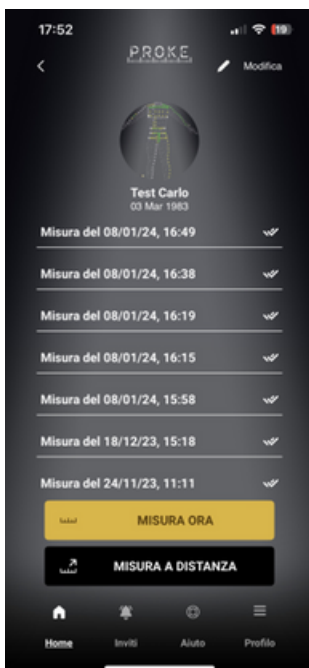 17:52
19
PROKE
Modifica
Test Carlo
03 Mar 1983
Misura del 08/01/24, 16:49
Misura del 08/01/24, 16:38
Misura del 08/01/24, 16:19
Misura del 08/01/24, 16:15
Misura del 08/01/24, 15:58
Misura del 18/12/23, 15:18
Misura del 24/11/23, 11:11
MISURA ORA
MISURA A DISTANZA
Home Inviti Aiuto Profilo